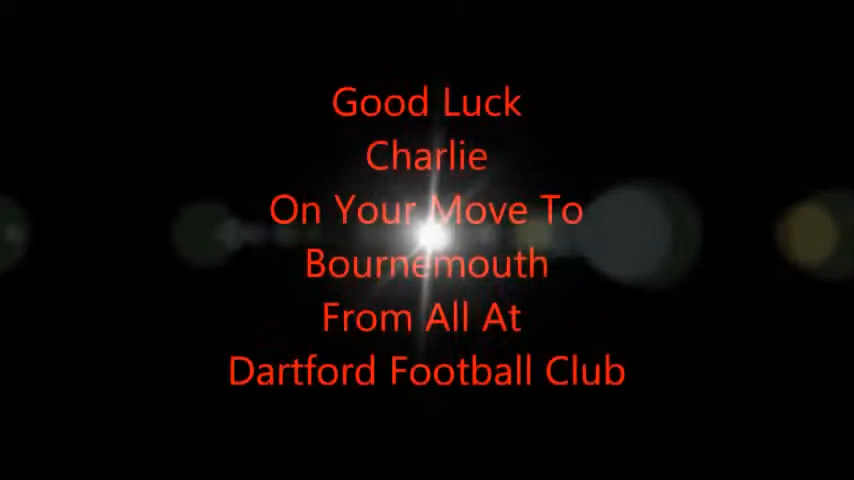 Good Luck
Charlie
On Your Move To
Bournemouth
From All At
Dartford Football Club